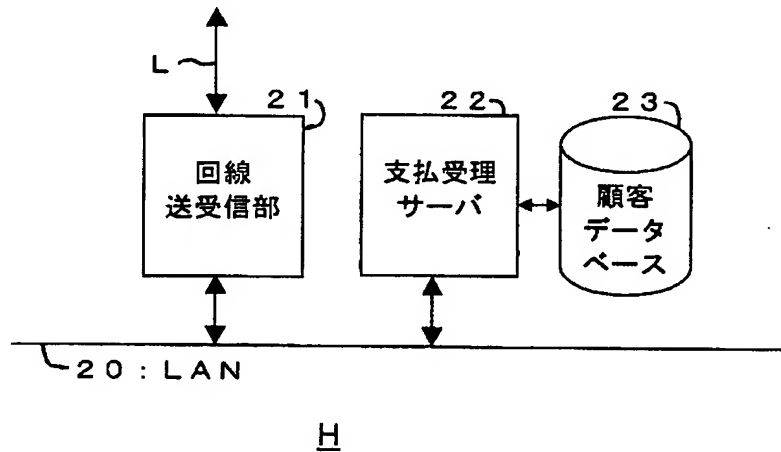 L
21
回線
送受信部
22
支払受理
サーバ
23
顧客
データ
ベース
20：LAN
H